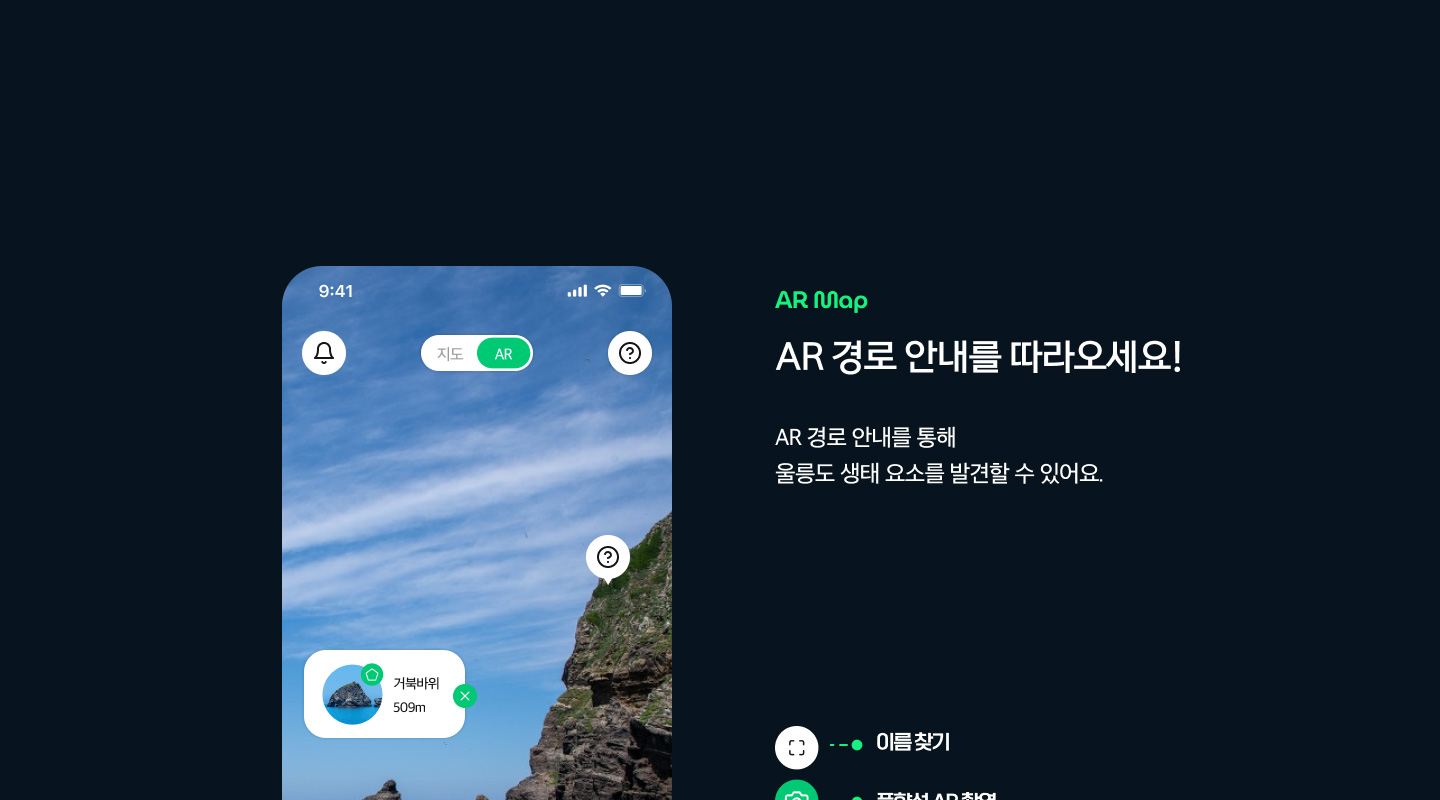 9:41
지도 AR
거북바위
509m
AR Map
AR 경로 안내를 따라오세요!
AR 경로 안내를 통해
울릉도 생태 요소를 발견할 수 있어요.
이름 찾기
AR 촬영